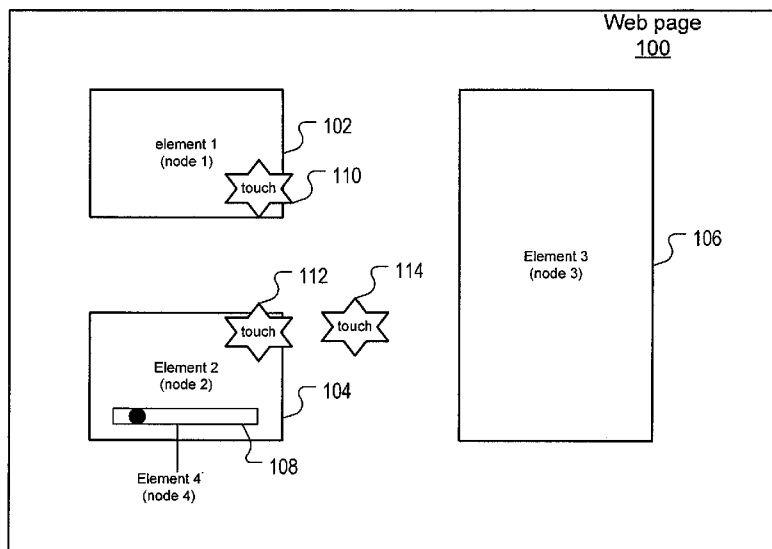 Web page
100
element 1
(node 1)
102
touch
110
Element 3
(node 3)
106
112
114
touch
touch
Element 2
(node 2)
104
108
Element 4
(node 4)